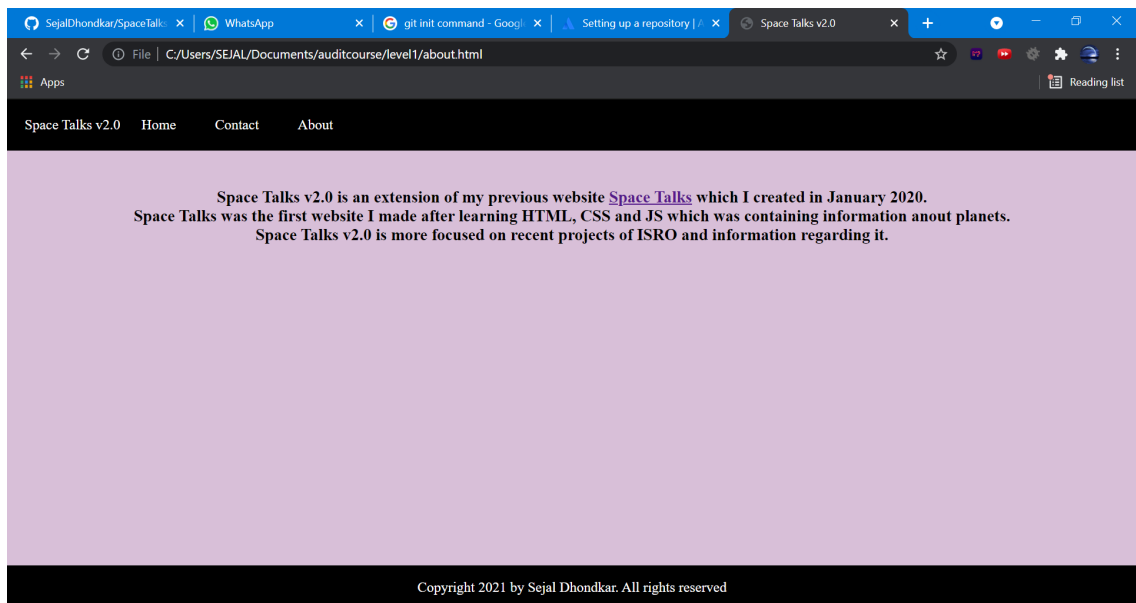 SejalDhondkar/SpaceTalks WhatsApp git init command - Googl Setting up a repository | A Space Talks v2.0
File C:/Users/SEJAL/Documents/auditcourse/level1/about.html
Apps Reading list
Space Talks v2.0 Home Contact About
Space Talks v2.0 is an extension of my previous website Space Talks which I created in January 2020.
Space Talks was the first website I made after learning HTML, CSS and JS which was containing information anout planets.
Space Talks v2.0 is more focused on recent projects of ISRO and information regarding it.
Copyright 2021 by Sejal Dhondkar. All rights reserved